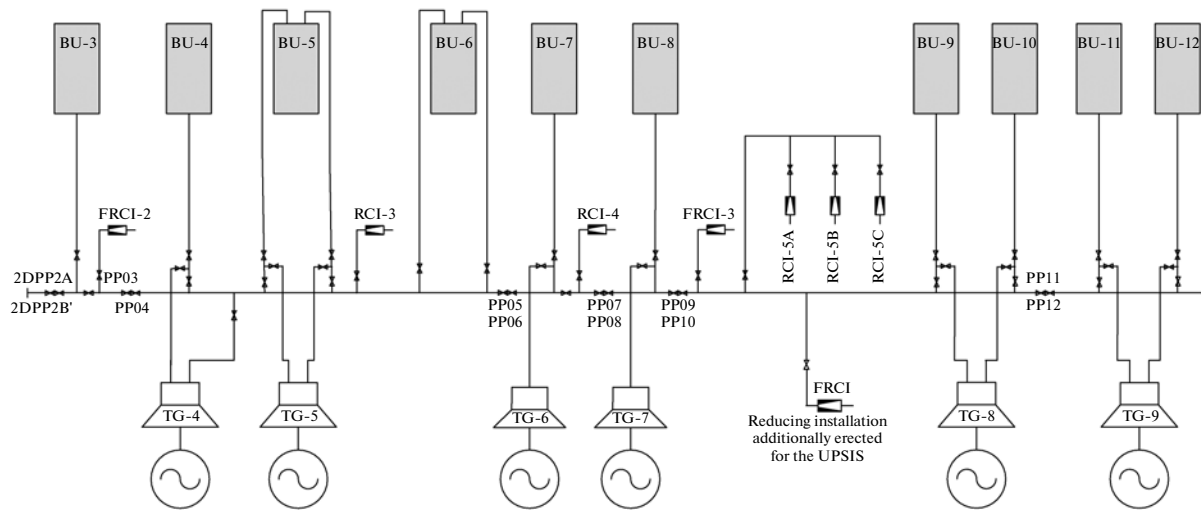 BU-3
BU-4
BU-5
BU-6
BU-7
BU-8
BU-9
BU-10
BU-11
BU-12
FRCI-2
RCI-3
RCI-4
FRCI-3
RCI-5A
RCI-5B
RCI-5C
2DPP2A
2DPP2B'
PP03
PP04
PP05
PP06
PP07
PP08
PP09
PP10
PP11
PP12
FRCI
Reducing installation
additionally erected
for the UPSIS
TG-4
TG-5
TG-6
TG-7
TG-8
TG-9